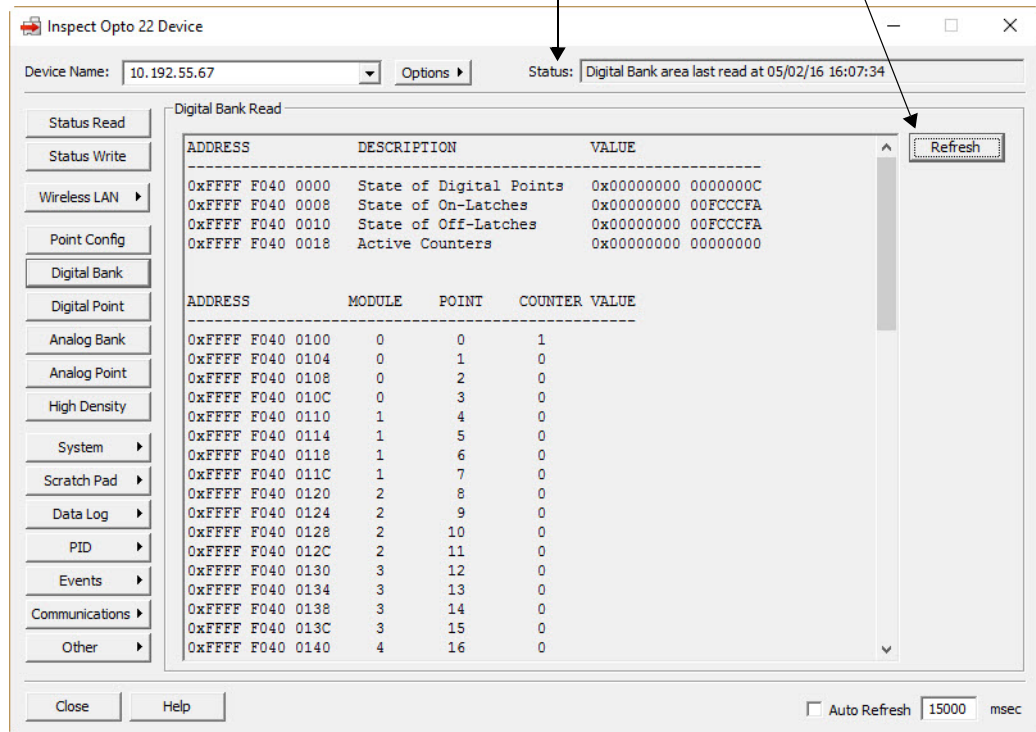 Inspect Opto 22 Device
Device Name: 10.192.55.67 Options Status: Digital Bank area last read at 05/02/16 16:07:34
Digital Bank Read
Status Read
Status Write
Wireless LAN
Point Config
Digital Bank
Digital Point
Analog Bank
Analog Point
High Density
System
Scratch Pad
Data Log
PID
Events
Communications
Other
ADDRESS DESCRIPTION VALUE
0xFFFF F040 0000 State of Digital Points 0x00000000 0000000C
0xFFFF F040 0008 State of On-Latches 0x00000000 00FCCCFA
0xFFFF F040 0010 State of Off-Latches 0x00000000 00FCCCFA
0xFFFF F040 0018 Active Counters 0x00000000 00000000
ADDRESS MODULE POINT COUNTER VALUE
0xFFFF F040 0100 0 0 1
0xFFFF F040 0104 0 1 0
0xFFFF F040 0108 0 2 0
0xFFFF F040 010C 0 3 0
0xFFFF F040 0110 1 4 0
0xFFFF F040 0114 1 5 0
0xFFFF F040 0118 1 6 0
0xFFFF F040 011C 1 7 0
0xFFFF F040 0120 2 8 0
0xFFFF F040 0124 2 9 0
0xFFFF F040 0128 2 10 0
0xFFFF F040 012C 2 11 0
0xFFFF F040 0130 3 12 0
0xFFFF F040 0134 3 13 0
0xFFFF F040 0138 3 14 0
0xFFFF F040 013C 3 15 0
0xFFFF F040 0140 4 16 0
Refresh
Close Help Auto Refresh 15000 msec